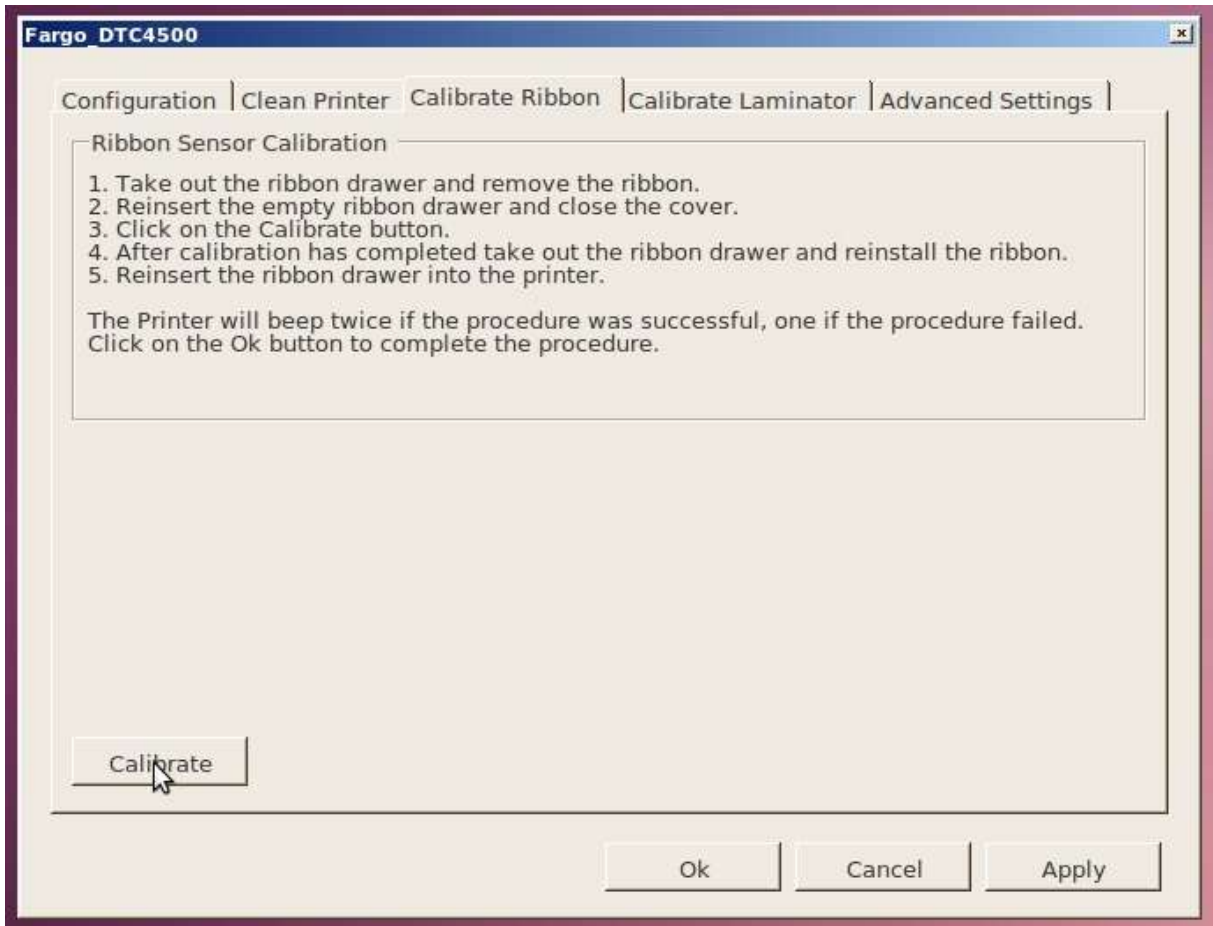 Fargo_DTC4500
Configuration Clean Printer Calibrate Ribbon Calibrate Laminator Advanced Settings
Ribbon Sensor Calibration
1. Take out the ribbon drawer and remove the ribbon.
2. Reinsert the empty ribbon drawer and close the cover.
3. Click on the Calibrate button.
4. After calibration has completed take out the ribbon drawer and reinstall the ribbon.
5. Reinsert the ribbon drawer into the printer.
The Printer will beep twice if the procedure was successful, one if the procedure failed.
Click on the Ok button to complete the procedure.
Calibrate
Ok Cancel Apply